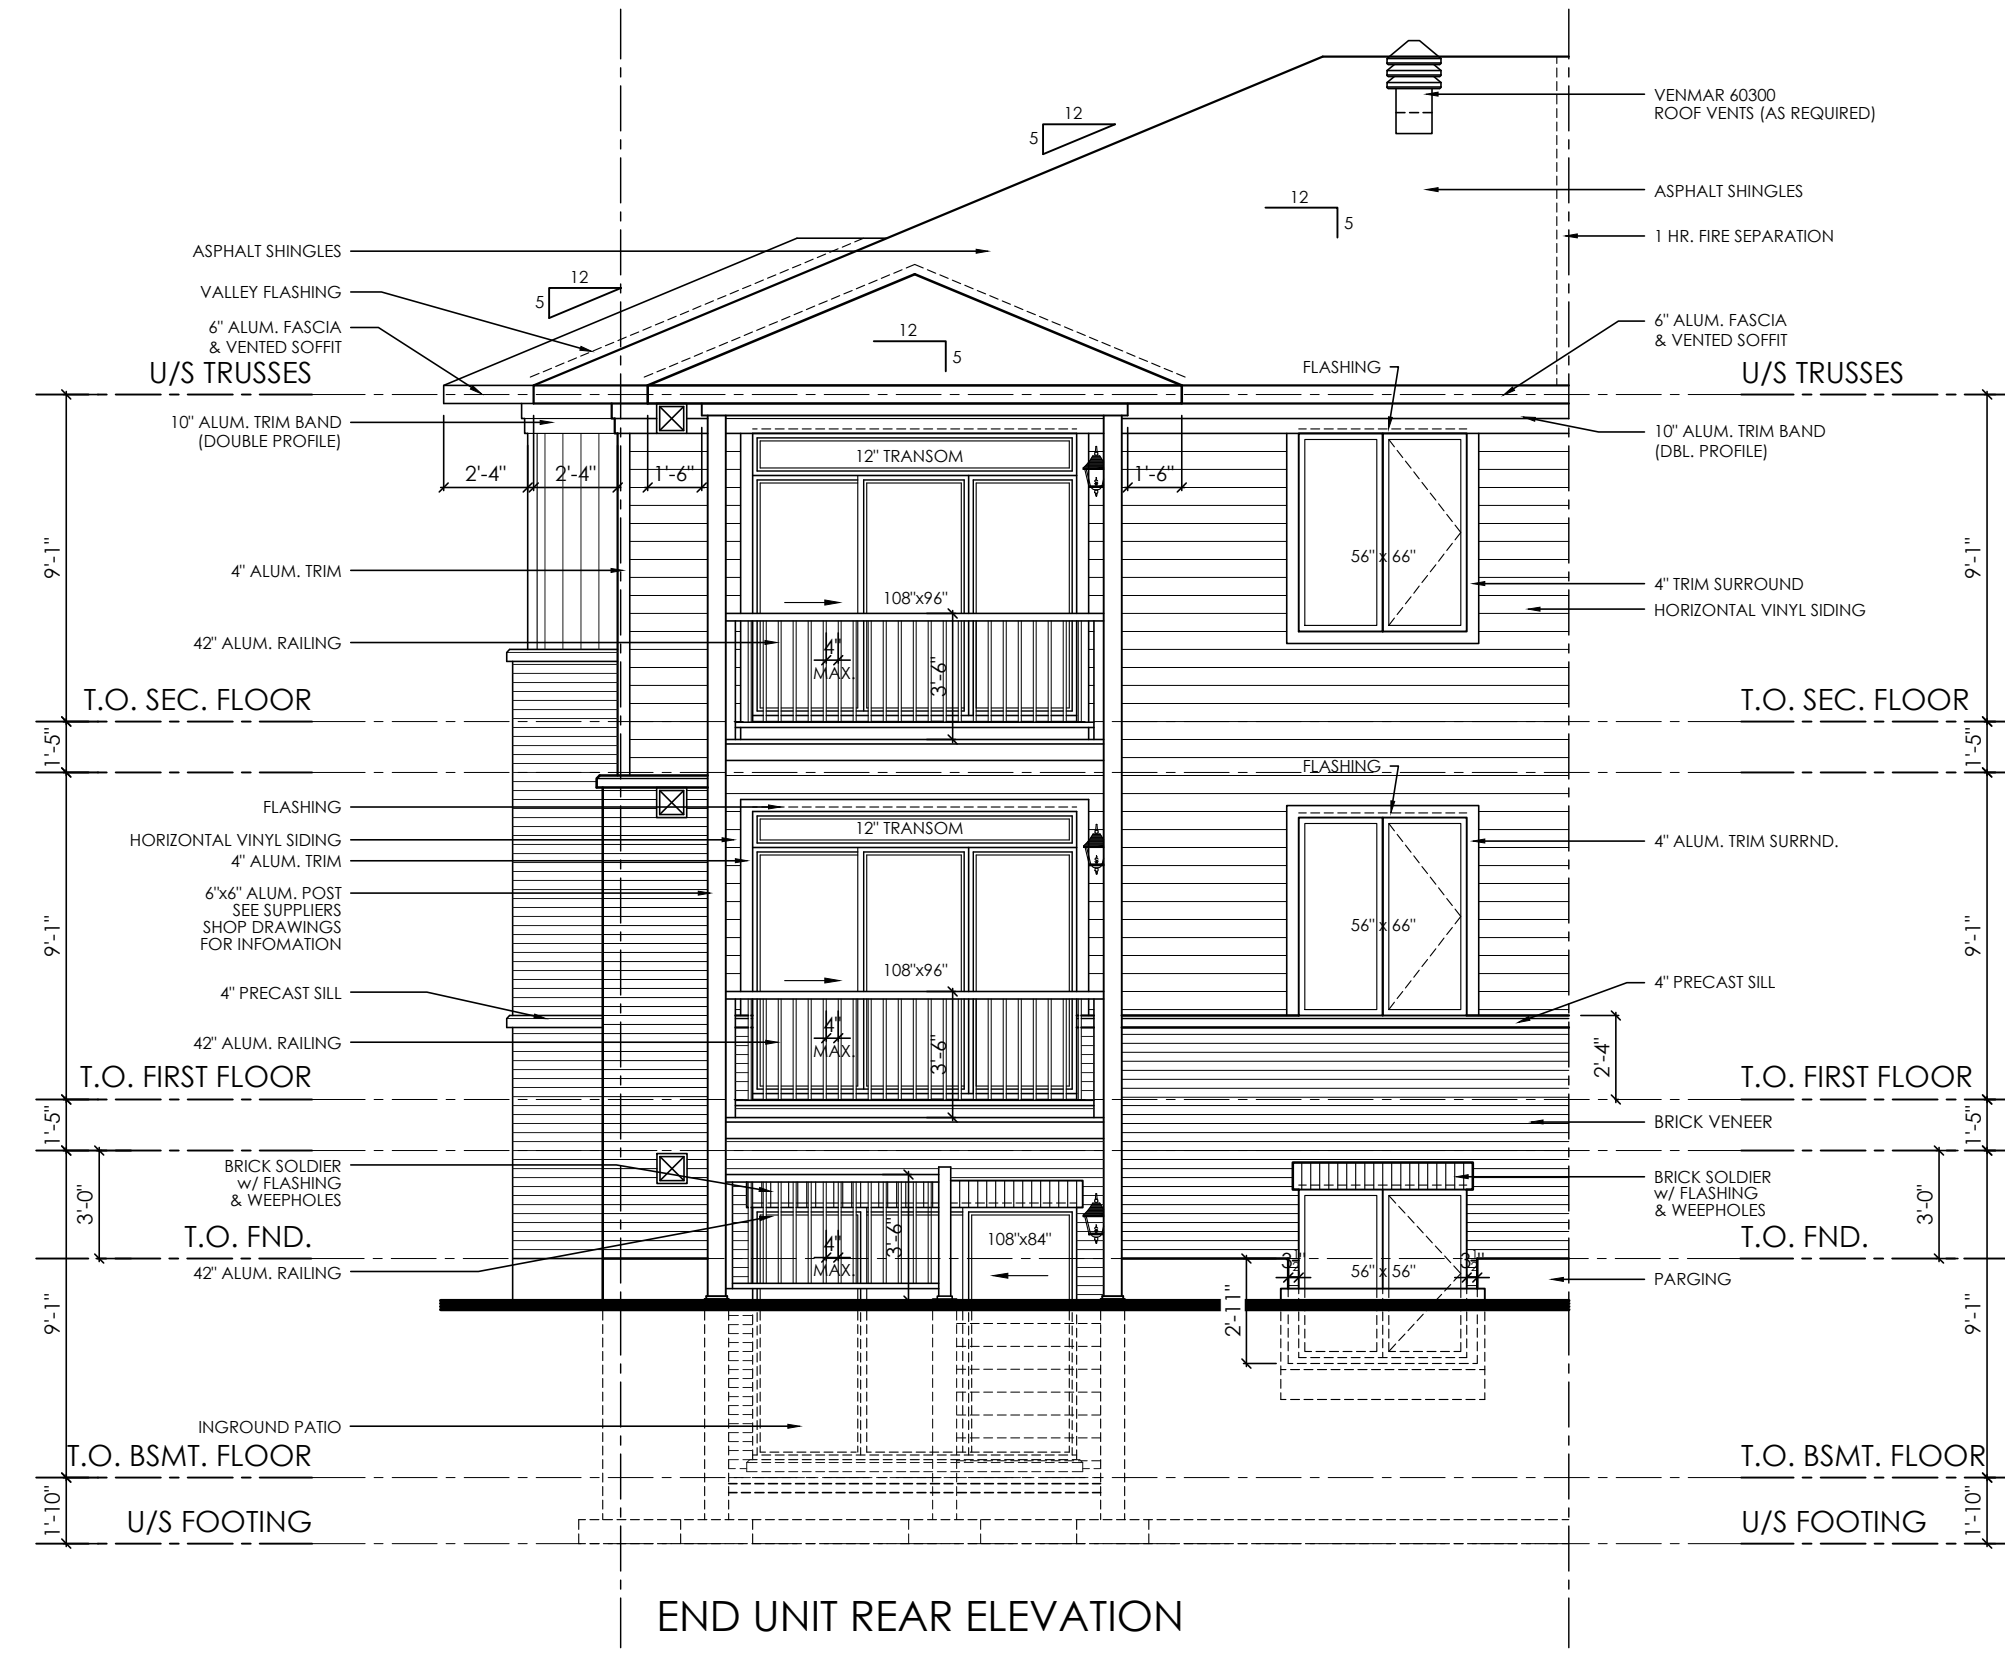 VENMAR 60300
ROOF VENTS (AS REQUIRED)
12
5
ASPHALT SHINGLES
12
5
1 HR. FIRE SEPARATION
ASPHALT SHINGLES
VALLEY FLASHING
12
5
6" ALUM. FASCIA
& VENTED SOFFIT
12
5
6" ALUM. FASCIA
& VENTED SOFFIT
FLASHING
U/S TRUSSES
U/S TRUSSES
10" ALUM. TRIM BAND
(DOUBLE PROFILE)
10" ALUM. TRIM BAND
(DBL. PROFILE)
12" TRANSOM
2'-4"
2'-4"
1'-6"
1'-6"
9'-1"
9'-1"
4" ALUM. TRIM
56" x 66"
4" TRIM SURROUND
108"x96"
HORIZONTAL VINYL SIDING
42" ALUM. RAILING
4"
MAX.
3'-6"
T.O. SEC. FLOOR
T.O. SEC. FLOOR
1'-5"
1'-5"
FLASHING
FLASHING
12" TRANSOM
HORIZONTAL VINYL SIDING
4" ALUM. TRIM
4" ALUM. TRIM SURRND.
6"x6" ALUM. POST
SEE SUPPLIERS
SHOP DRAWINGS
FOR INFOMATION
56" x 66"
9'-1"
9'-1"
108"x96"
4" PRECAST SILL
4" PRECAST SILL
42" ALUM. RAILING
4"
MAX.
3'-6"
2'-4"
T.O. FIRST FLOOR
T.O. FIRST FLOOR
1'-5"
1'-5"
BRICK VENEER
BRICK SOLDIER
w/ FLASHING
& WEEPHOLES
BRICK SOLDIER
w/ FLASHING
& WEEPHOLES
3'-0"
3'-0"
T.O. FND.
T.O. FND.
4"
MAX.
3'-6"
108"x84"
42" ALUM. RAILING
3½"
56" x 56"
3½"
PARGING
9'-1"
2'-11"
9'-1"
INGROUND PATIO
T.O. BSMT. FLOOR
T.O. BSMT. FLOOR
1'-10"
1'-10"
U/S FOOTING
U/S FOOTING
END UNIT REAR ELEVATION